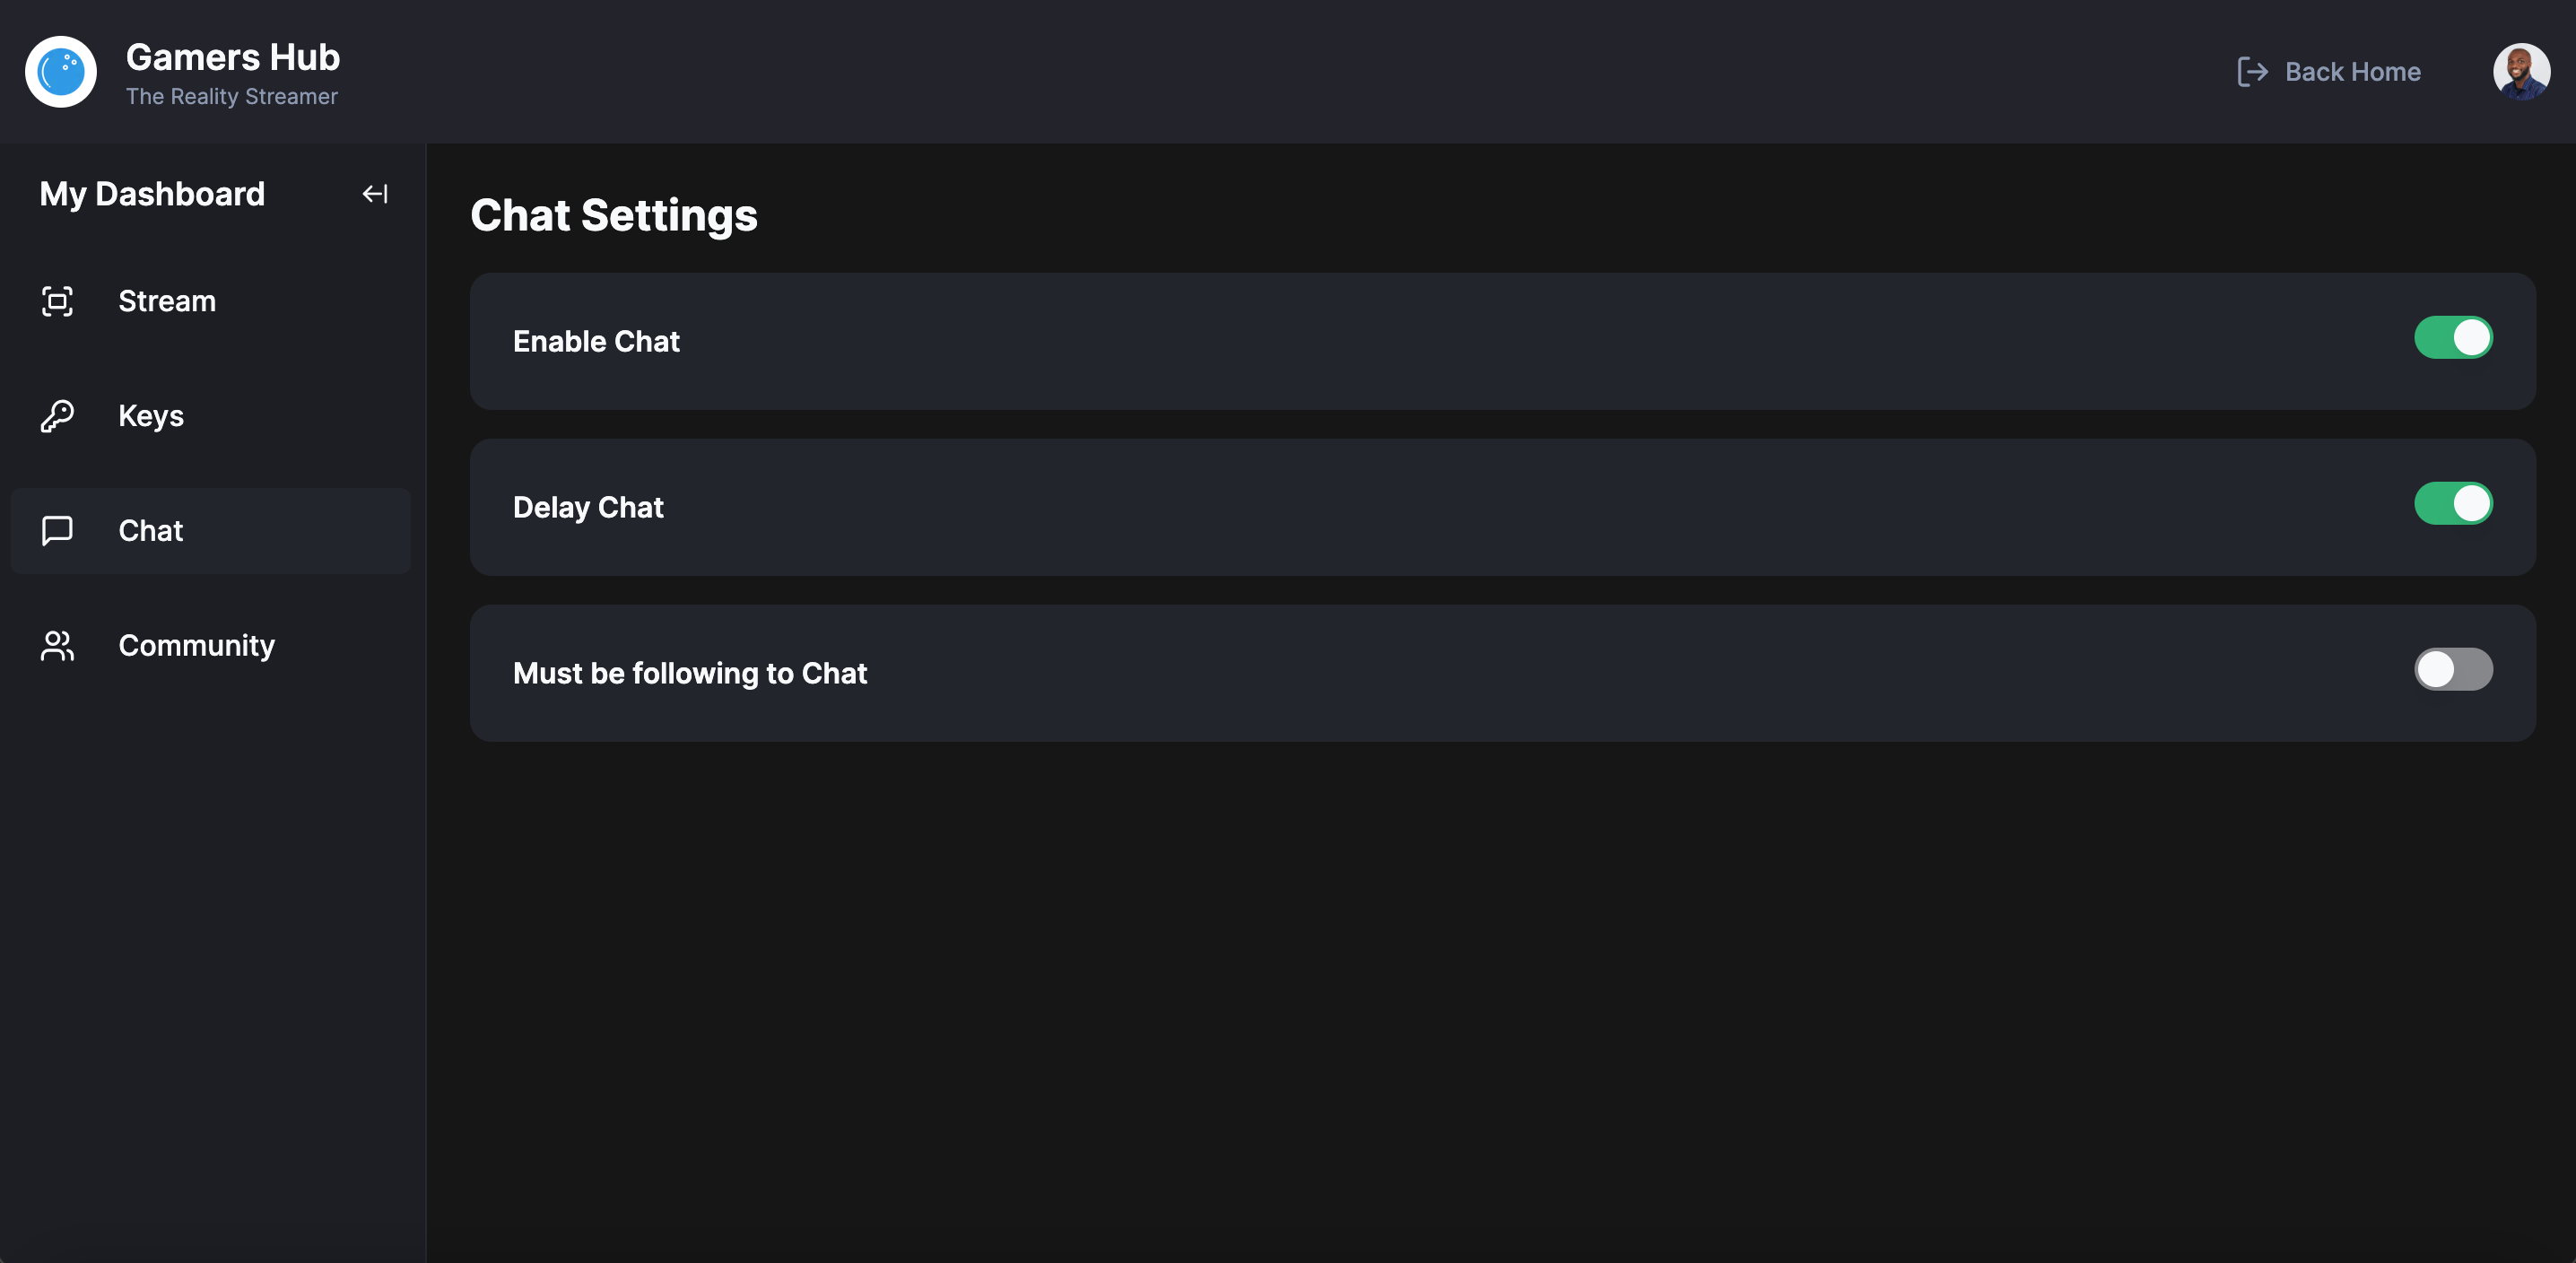 Gamers Hub
The Reality Streamer
Back Home
My Dashboard
Stream
Keys
Chat
Community
Chat Settings
Enable Chat
Delay Chat
Must be following to Chat